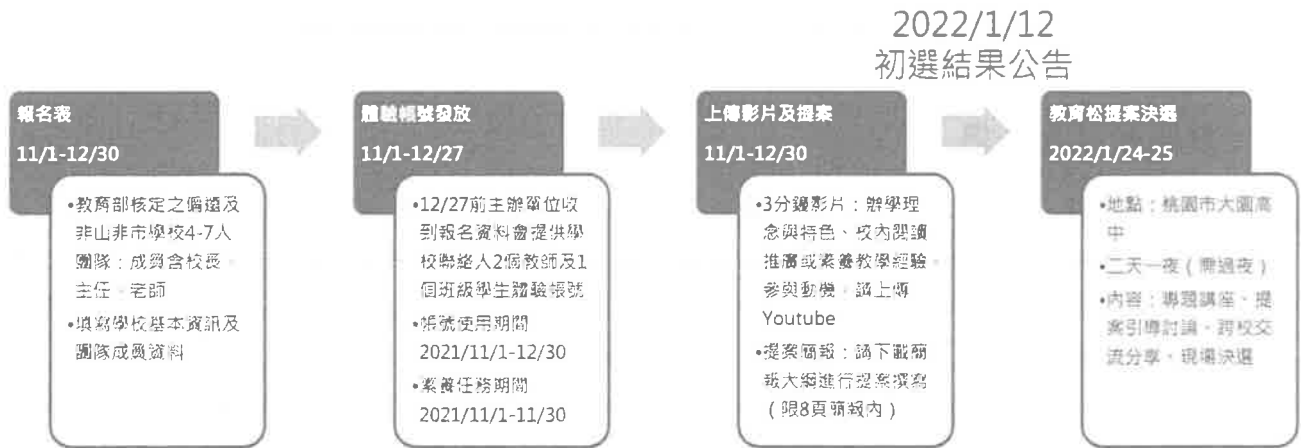 2022/1/12
初選結果公告
報名表
11/1-12/30
•教育部核定之偏遠及
非山非市學校4-7人
團隊：成員含校長、
主任、老師
•填寫學校基本資訊及
團隊成員資料
體驗帳號發放
11/1-12/27
•12/27前主辦單位收
到報名資料會提供學
校聯絡人2個教師及1
個班級學生體驗帳號
•帳號使用期間
2021/11/1-12/30
•素養任務期間
2021/11/1-11/30
上傳影片及提案
11/1-12/30
•3分鐘影片：辦學理
念與特色、校內閱讀
推廣或素養教學經驗、
參與動機，請上傳
Youtube
•提案簡報：請下載簡
報大綱進行提案撰寫
（限8頁簡報內）
教育松提案決選
2022/1/24-25
•地點：桃園市大園高
中
•二天一夜（需過夜）
•內容：專題講座、提
案引導討論、跨校交
流分享、現場決選